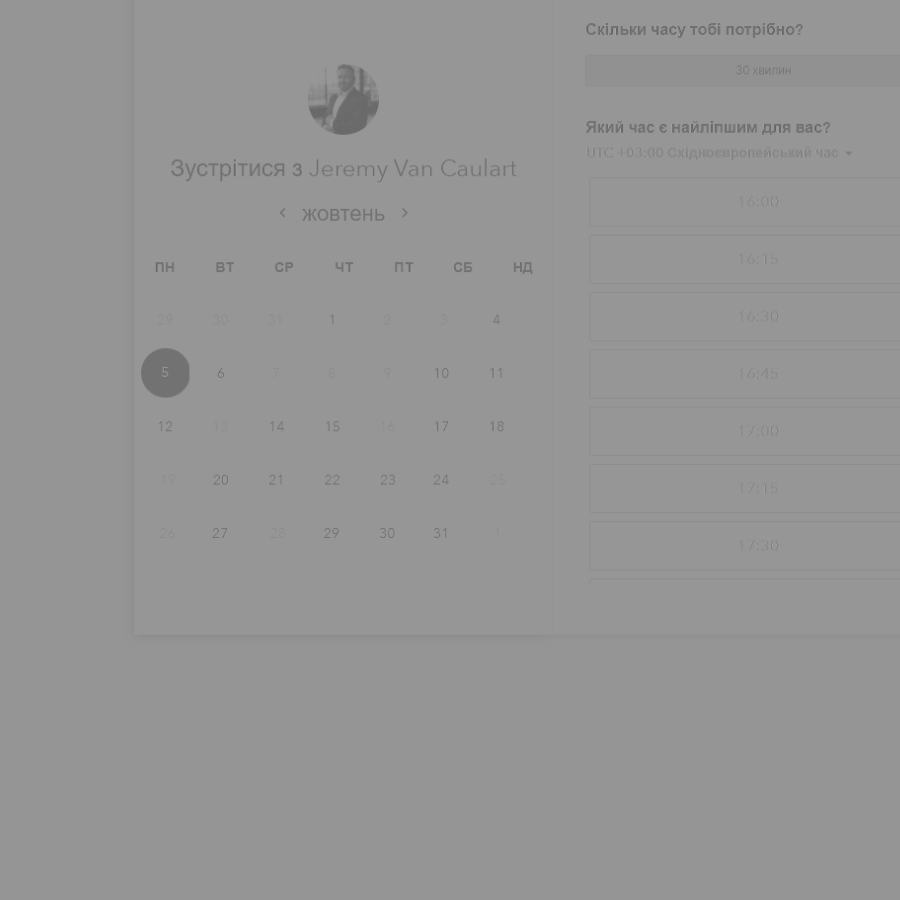 Зустрітися з Jeremy Van Caulart
жовтень
ПН ВТ СР ЧТ ПТ СБ НД
29 30 31 1 2 3 4
5 6 7 8 9 10 11
12 13 14 15 16 17 18
19 20 21 22 23 24 25
26 27 28 29 30 31 1
Скільки часу тобі потрібно?
30 хвилин
Який час є найліпшим для вас?
UTC +03:00 Східноєвропейський час
16:00
16:15
16:30
16:45
17:00
17:15
17:30